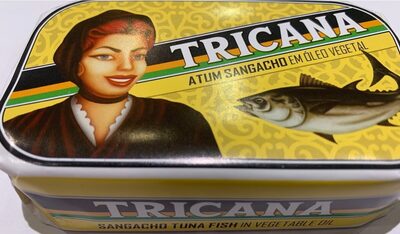 TRICANA
ATUM SANGACHO EM ÓLEO VEGETAL
TRICANA
SANGACHO TUNA FISH IN VEGETABLE OIL